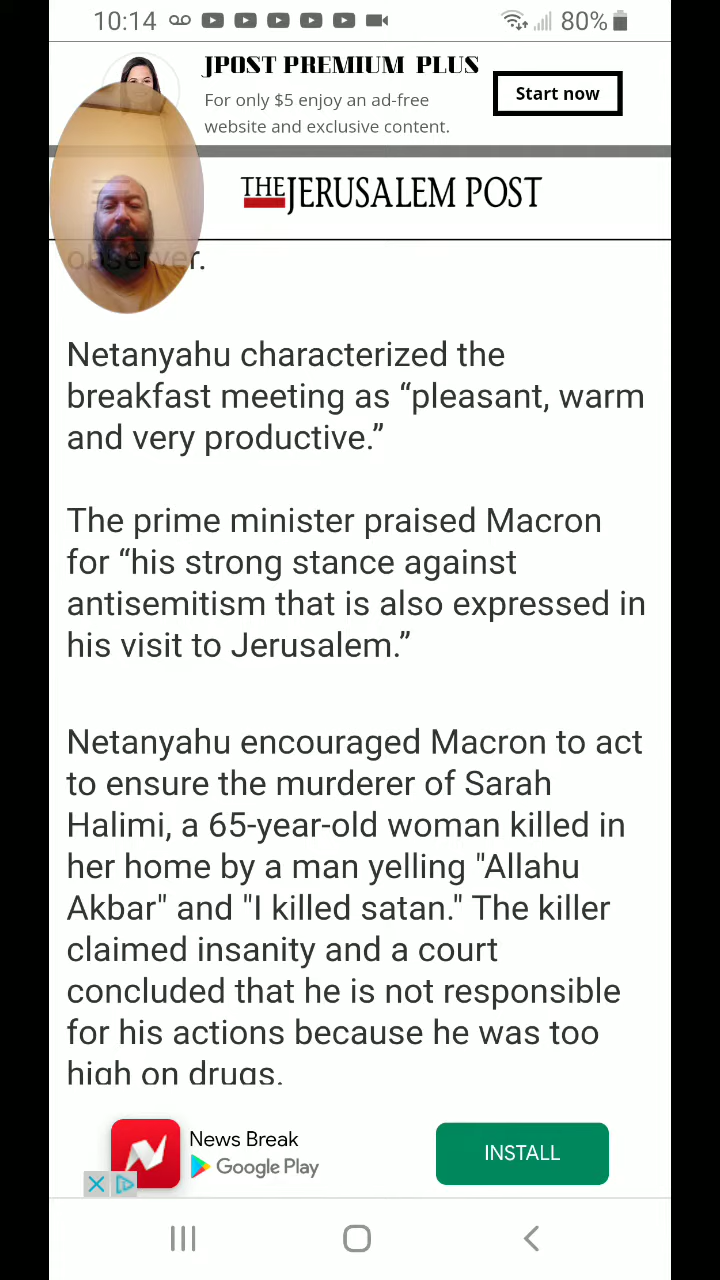 10:14
80%
JPOST PREMIUM PLUS
For only $5 enjoy an ad-free
website and exclusive content.
Start now
THE JERUSALEM POST
observer.
Netanyahu characterized the
breakfast meeting as “pleasant, warm
and very productive.”
The prime minister praised Macron
for “his strong stance against
antisemitism that is also expressed in
his visit to Jerusalem.”
Netanyahu encouraged Macron to act
to ensure the murderer of Sarah
Halimi, a 65-year-old woman killed in
her home by a man yelling "Allahu
Akbar" and "I killed satan." The killer
claimed insanity and a court
concluded that he is not responsible
for his actions because he was too
high on drugs.
News Break
Google Play
INSTALL